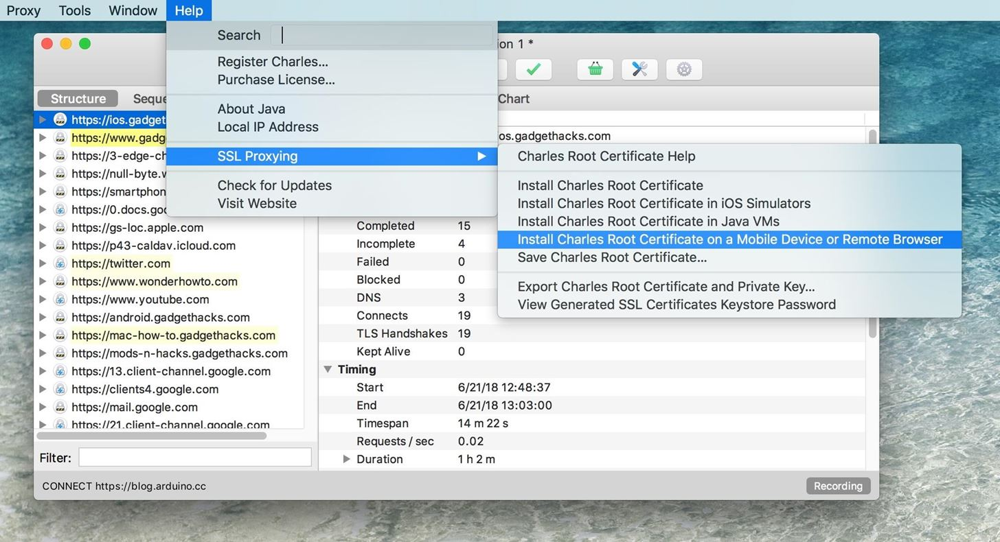 Proxy Tools Window Help
Search
Register Charles...
Purchase License...
About Java
Local IP Address
SSL Proxying
Check for Updates
Visit Website
Charles Root Certificate Help
Install Charles Root Certificate
Install Charles Root Certificate in iOS Simulators
Install Charles Root Certificate in Java VMs
Install Charles Root Certificate on a Mobile Device or Remote Browser
Save Charles Root Certificate...
Export Charles Root Certificate and Private Key...
View Generated SSL Certificates Keystore Password
ion 1 *
Structure Seque
Chart
https://ios.gadget
https://www.gadg
https://3-edge-ch
https://null-byte.w
https://smartphon
https://0.docs.goo
https://gs-loc.apple.com
https://p43-caldav.icloud.com
https://twitter.com
https://www.wonderhowto.com
https://www.youtube.com
https://android.gadgethacks.com
https://mac-how-to.gadgethacks.com
https://mods-n-hacks.gadgethacks.com
https://13.client-channel.google.com
https://clients4.google.com
https://mail.google.com
https://21.client-channel.google.com
Filter:
os.gadgethacks.com
Completed 15
Incomplete 4
Failed 0
Blocked 0
DNS 3
Connects 19
TLS Handshakes 19
Kept Alive 0
Timing
Start 6/21/18 12:48:37
End 6/21/18 13:03:00
Timespan 14 m 22 s
Requests / sec 0.02
Duration 1 h 2 m
CONNECT https://blog.arduino.cc
Recording